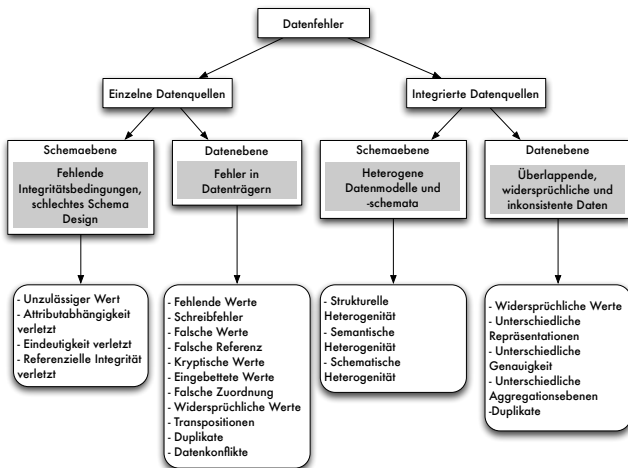 Datenfehler
Einzelne Datenquellen
Integrierte Datenquellen
Schemaebene
Fehlende
Integritätsbedingungen,
schlechtes Schema
Design
Datenebene
Fehler in
Datenträgern
Schemaebene
Heterogene
Datenmodelle und
-schemata
Datenebene
Überlappende,
widersprüchliche und
inkonsistente Daten
- Unzulässiger Wert
- Attributabhängigkeit
verletzt
- Eindeutigkeit verletzt
- Referenzielle Integrität
verletzt
- Fehlende Werte
- Schreibfehler
- Falsche Werte
- Falsche Referenz
- Kryptische Werte
- Eingebettete Werte
- Falsche Zuordnung
- Widersprüchliche Werte
- Transpositionen
- Duplikate
- Datenkonflikte
- Strukturelle
Heterogenität
- Semantische
Heterogenität
- Schematische
Heterogenität
- Widersprüchliche Werte
- Unterschiedliche
Repräsentationen
- Unterschiedliche
Genauigkeit
- Unterschiedliche
Aggregationsebenen
-Duplikate